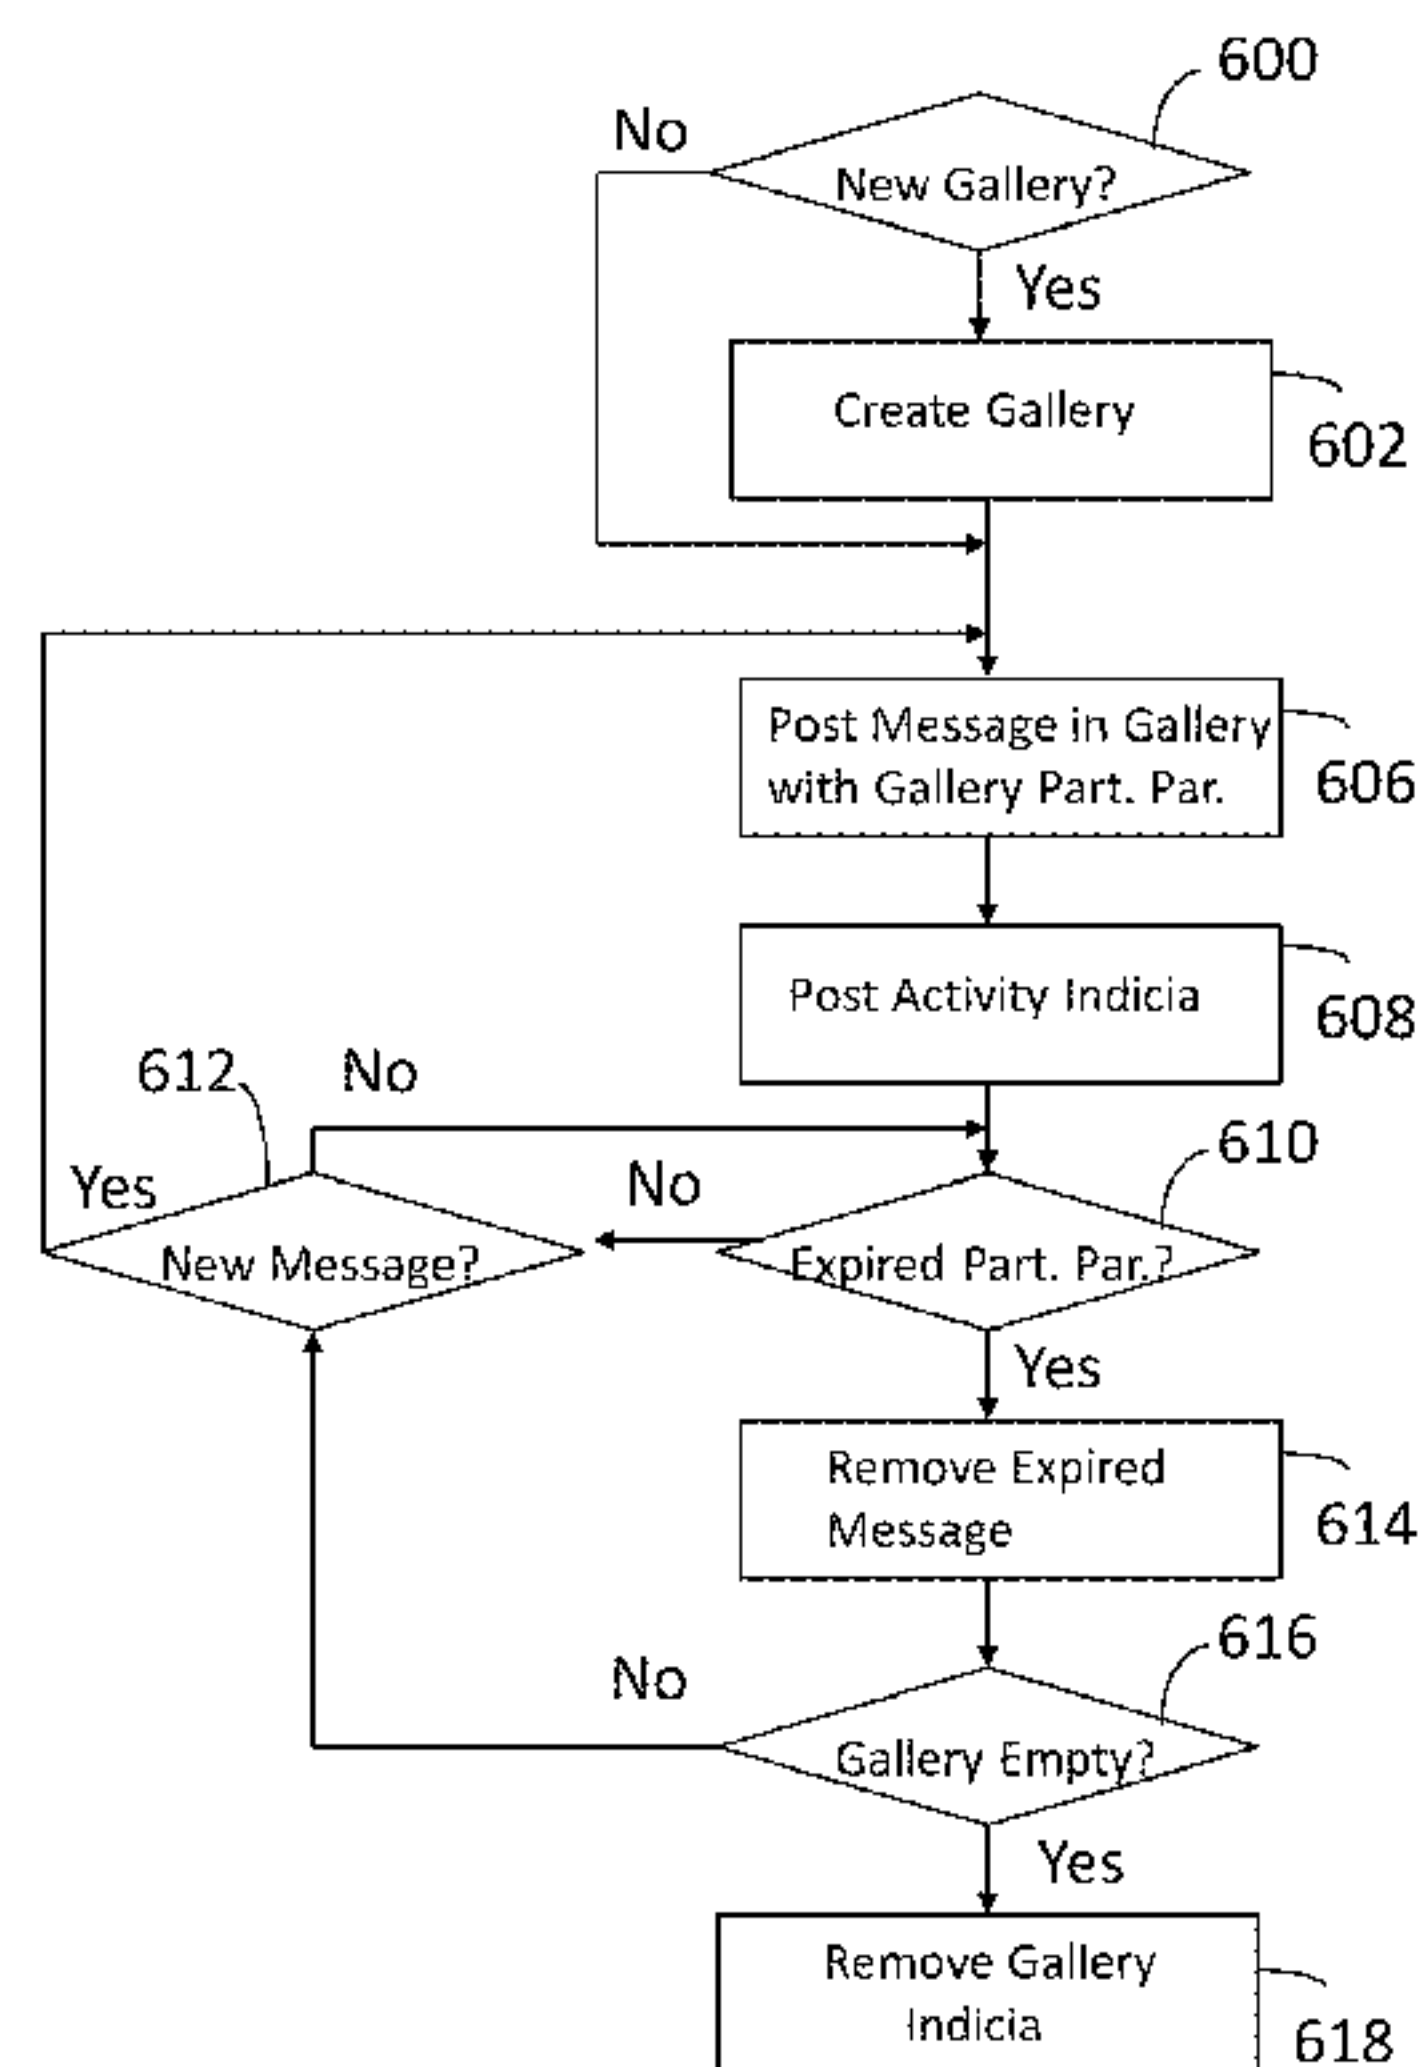 600
No
New Gallery?
Yes
Create Gallery
602
Post Message in Gallery
with Gallery Part. Par.
606
Post Activity Indicia
608
612
No
610
Yes
No
New Message?
Expired Part. Par.?
Yes
Remove Expired
Message
614
616
No
Gallery Empty?
Yes
Remove Gallery
Indicia
618